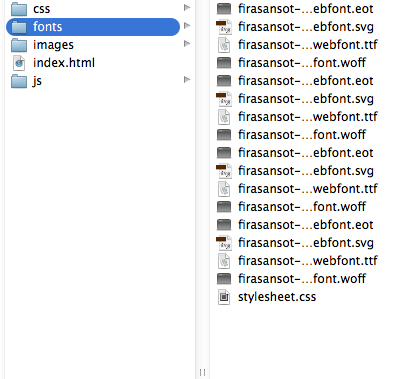 css
fonts
images
index.html
js
firasansot-...ebfont.eot
firasansot-...ebfont.svg
firasansot-...webfont.ttf
firasansot-...font.woff
firasansot-...ebfont.eot
firasansot-...ebfont.svg
firasansot-...webfont.ttf
firasansot-...font.woff
firasansot-...ebfont.eot
firasansot-...ebfont.svg
firasansot-...webfont.ttf
firasansot-...font.woff
firasansot-...ebfont.eot
firasansot-...ebfont.svg
firasansot-...webfont.ttf
firasansot-...font.woff
stylesheet.css